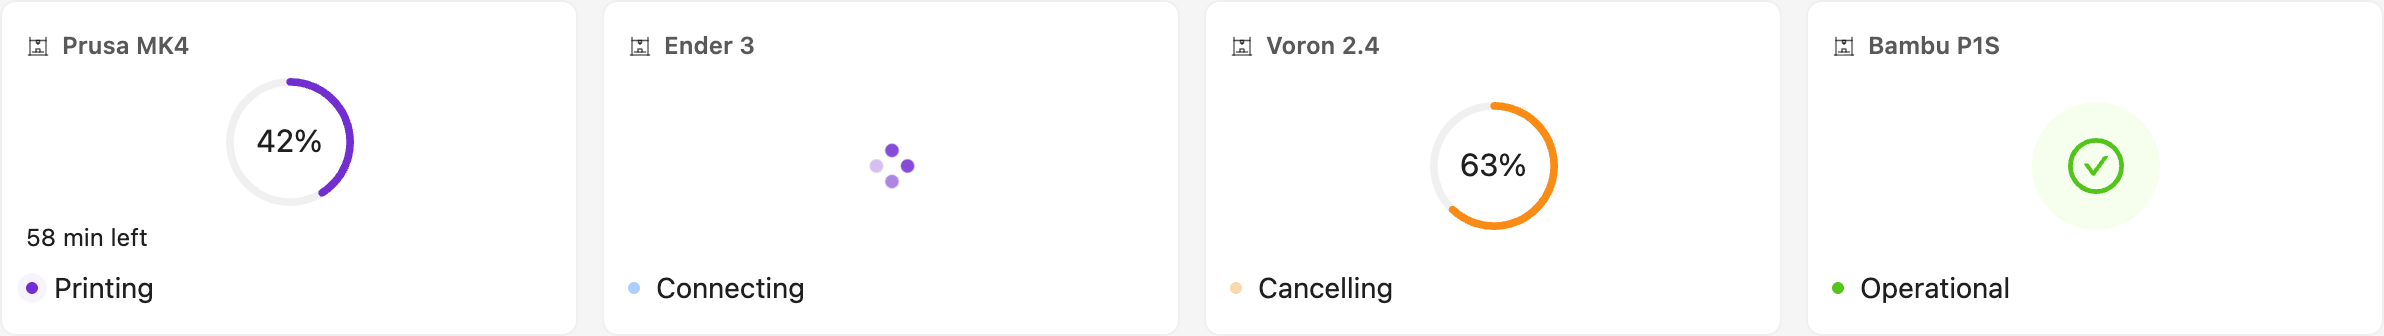 Prusa MK4
42%
58 min left
Printing
Ender 3
Connecting
Voron 2.4
63%
Cancelling
Bambu P1S
Operational